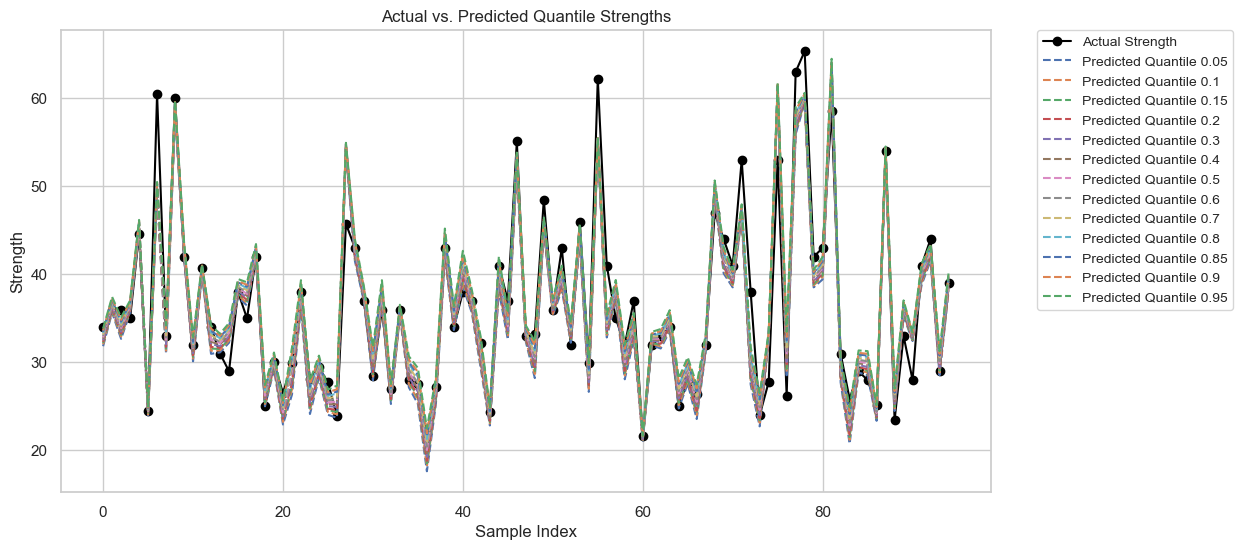 Actual vs. Predicted Quantile Strengths
Strength
60
50
40
30
20
0
20
40
60
80
Sample Index
Actual Strength
Predicted Quantile 0.05
Predicted Quantile 0.1
Predicted Quantile 0.15
Predicted Quantile 0.2
Predicted Quantile 0.3
Predicted Quantile 0.4
Predicted Quantile 0.5
Predicted Quantile 0.6
Predicted Quantile 0.7
Predicted Quantile 0.8
Predicted Quantile 0.85
Predicted Quantile 0.9
Predicted Quantile 0.95